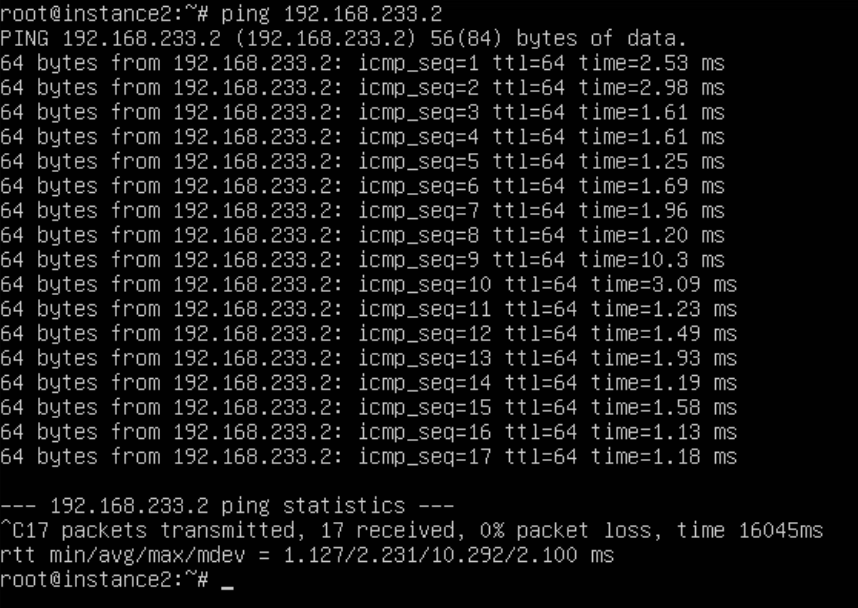 root@instance2:~# ping 192.168.233.2
PING 192.168.233.2 (192.168.233.2) 56(84) bytes of data.
64 bytes from 192.168.233.2: icmp_seq=1 ttl=64 time=2.53 ms
64 bytes from 192.168.233.2: icmp_seq=2 ttl=64 time=2.98 ms
64 bytes from 192.168.233.2: icmp_seq=3 ttl=64 time=1.61 ms
64 bytes from 192.168.233.2: icmp_seq=4 ttl=64 time=1.61 ms
64 bytes from 192.168.233.2: icmp_seq=5 ttl=64 time=1.25 ms
64 bytes from 192.168.233.2: icmp_seq=6 ttl=64 time=1.69 ms
64 bytes from 192.168.233.2: icmp_seq=7 ttl=64 time=1.96 ms
64 bytes from 192.168.233.2: icmp_seq=8 ttl=64 time=1.20 ms
64 bytes from 192.168.233.2: icmp_seq=9 ttl=64 time=10.3 ms
64 bytes from 192.168.233.2: icmp_seq=10 ttl=64 time=3.09 ms
64 bytes from 192.168.233.2: icmp_seq=11 ttl=64 time=1.23 ms
64 bytes from 192.168.233.2: icmp_seq=12 ttl=64 time=1.49 ms
64 bytes from 192.168.233.2: icmp_seq=13 ttl=64 time=1.93 ms
64 bytes from 192.168.233.2: icmp_seq=14 ttl=64 time=1.19 ms
64 bytes from 192.168.233.2: icmp_seq=15 ttl=64 time=1.58 ms
64 bytes from 192.168.233.2: icmp_seq=16 ttl=64 time=1.13 ms
64 bytes from 192.168.233.2: icmp_seq=17 ttl=64 time=1.18 ms
--- 192.168.233.2 ping statistics ---
^C17 packets transmitted, 17 received, 0% packet loss, time 16045ms
rtt min/avg/max/mdev = 1.127/2.231/10.292/2.100 ms
root@instance2:~# _